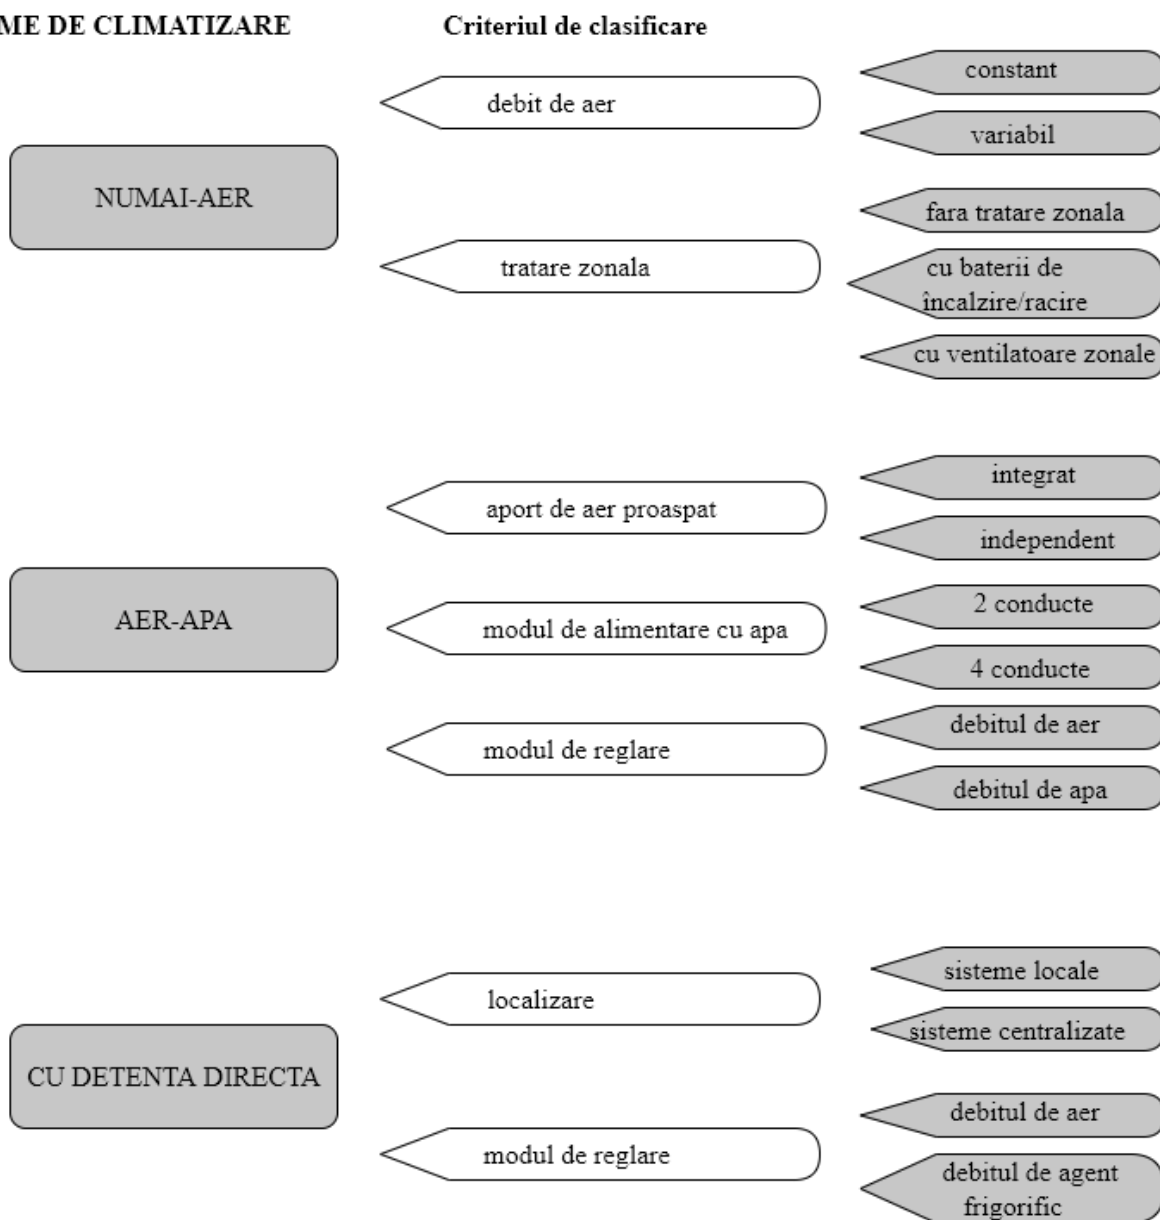 ME DE CLIMATIZARE
Criteriul de clasificare
NUMAI-AER
debit de aer
constant
variabil
tratare zonala
fara tratare zonala
cu baterii de
încalzire/racire
cu ventilatoare zonale
AER-APA
aport de aer proaspat
integrat
independent
modul de alimentare cu apa
2 conducte
4 conducte
modul de reglare
debitul de aer
debitul de apa
CU DETENTA DIRECTA
localizare
sisteme locale
sisteme centralizate
modul de reglare
debitul de aer
debitul de agent
frigorific